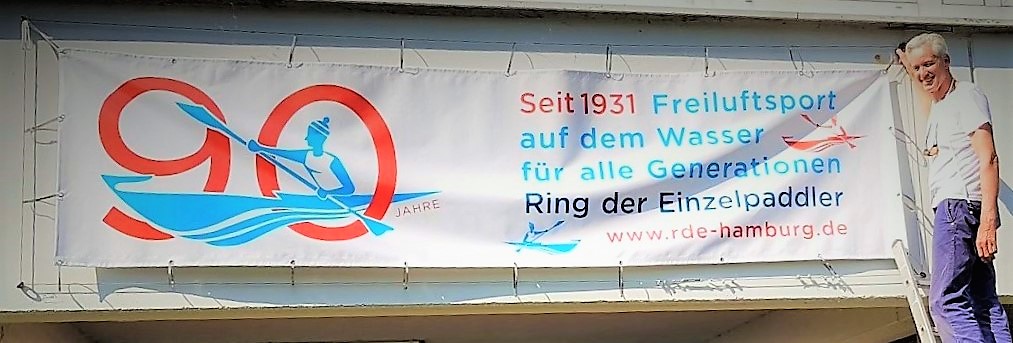 90
JAHRE
Seit 1931 Freiluftsport
auf dem Wasser
für alle Generationen
Ring der Einzelpaddler
www.rde-hamburg.de